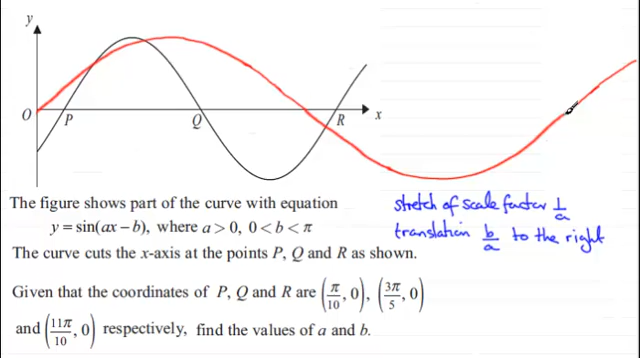 y
O P Q R x
The figure shows part of the curve with equation
y = sin(ax − b), where a > 0, 0 < b < π
The curve cuts the x-axis at the points P, Q and R as shown.
Given that the coordinates of P, Q and R are (π/10, 0), (3π/5, 0)
and (11π/10, 0) respectively, find the values of a and b.
stretch of scale factor 1/a
translation b/a to the right